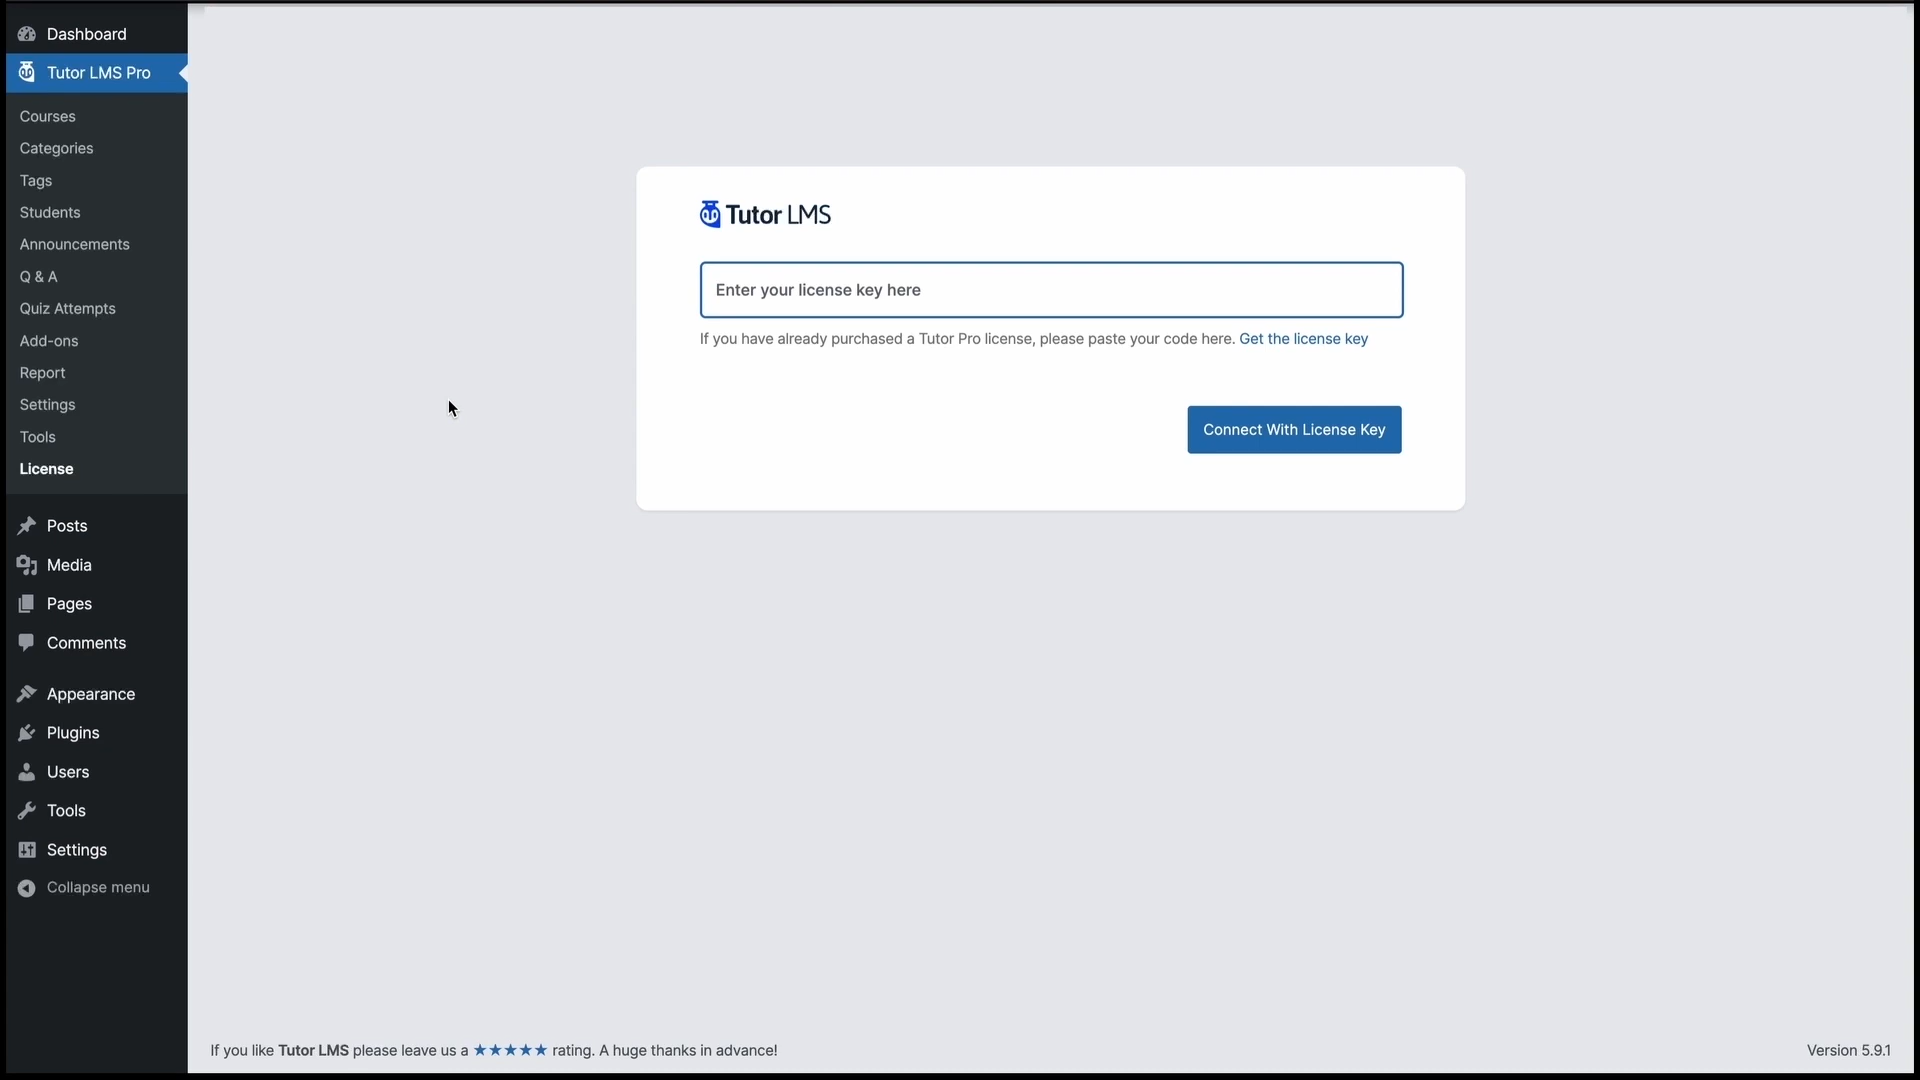 Dashboard
Tutor LMS Pro
Courses
Categories
Tags
Students
Announcements
Q & A
Quiz Attempts
Add-ons
Report
Settings
Tools
License
Posts
Media
Pages
Comments
Appearance
Plugins
Users
Tools
Settings
Collapse menu
Tutor LMS
Enter your license key here
If you have already purchased a Tutor Pro license, please paste your code here. Get the license key
Connect With License Key
If you like Tutor LMS please leave us a ★★★★★ rating. A huge thanks in advance!
Version 5.9.1